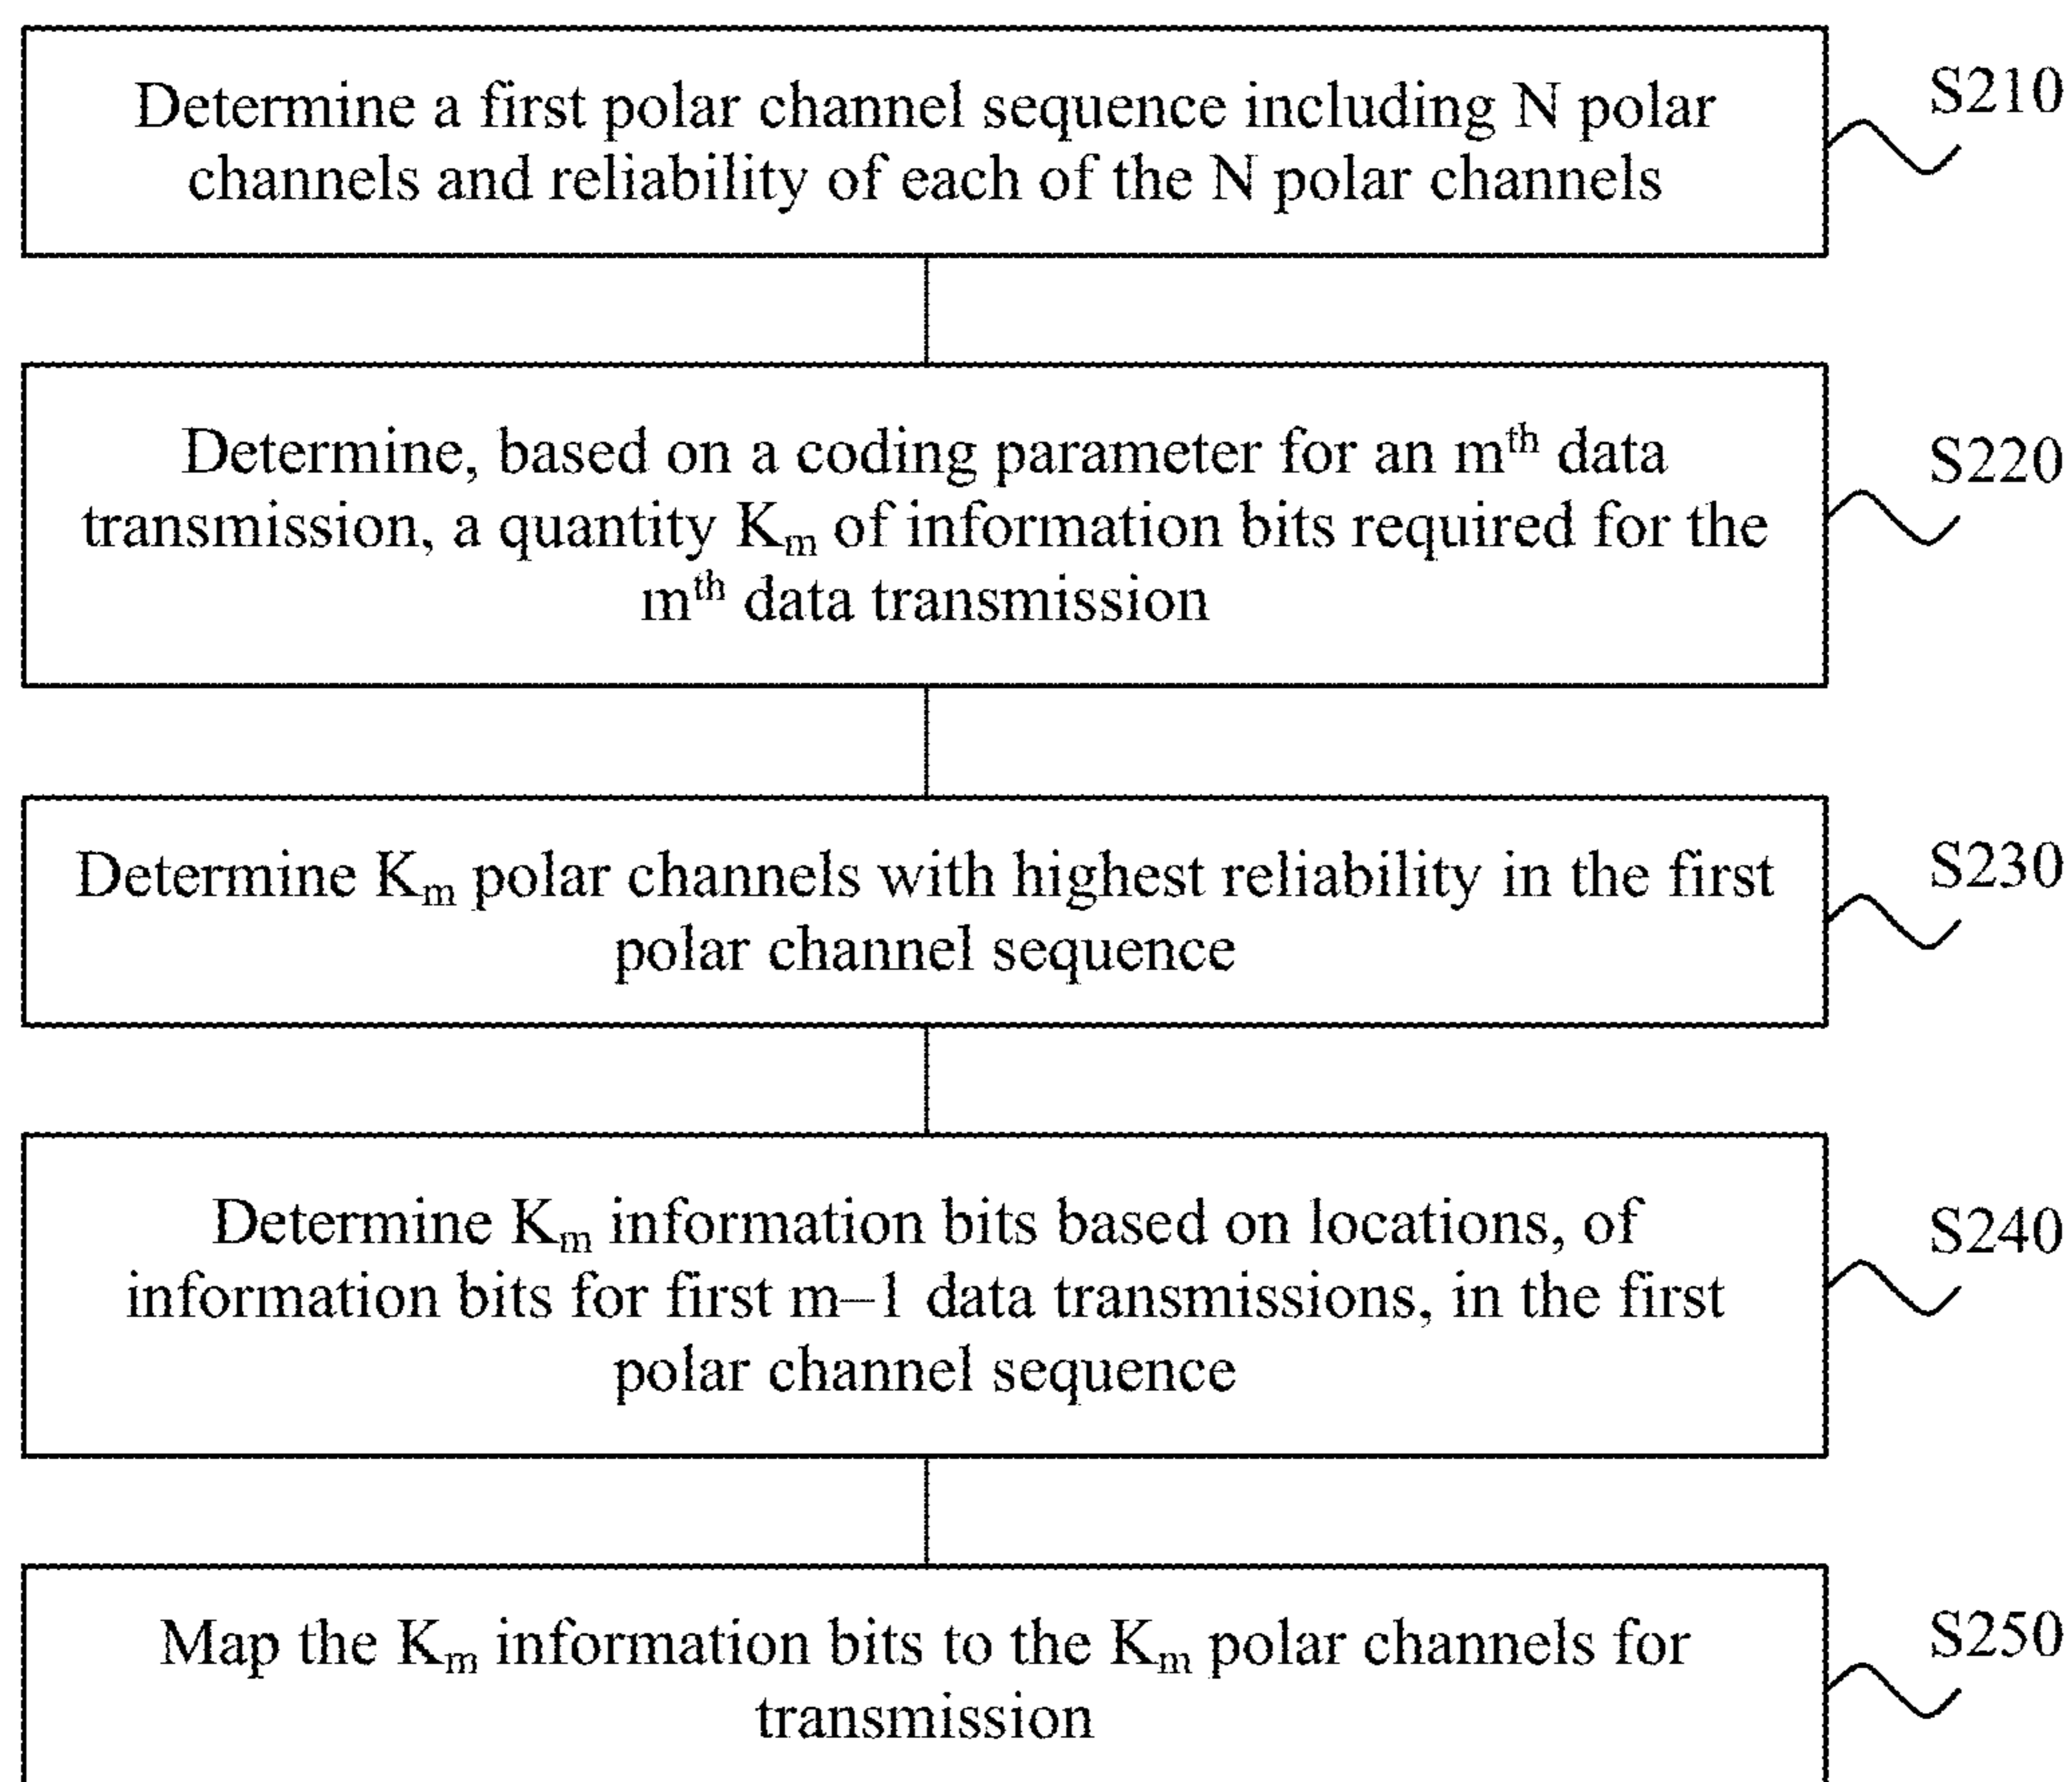 Determine a first polar channel sequence including N polar
channels and reliability of each of the N polar channels
S210
Determine, based on a coding parameter for an mth data
transmission, a quantity Km of information bits required for the
mth data transmission
S220
Determine Km polar channels with highest reliability in the first
polar channel sequence
S230
Determine Km information bits based on locations, of
information bits for first m–1 data transmissions, in the first
polar channel sequence
S240
Map the Km information bits to the Km polar channels for
transmission
S250